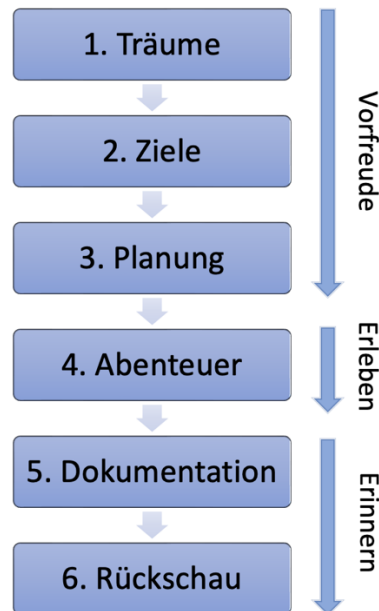 1. Träume
2. Ziele
3. Planung
4. Abenteuer
5. Dokumentation
6. Rückschau
Vorfreude
Erleben
Erinnern